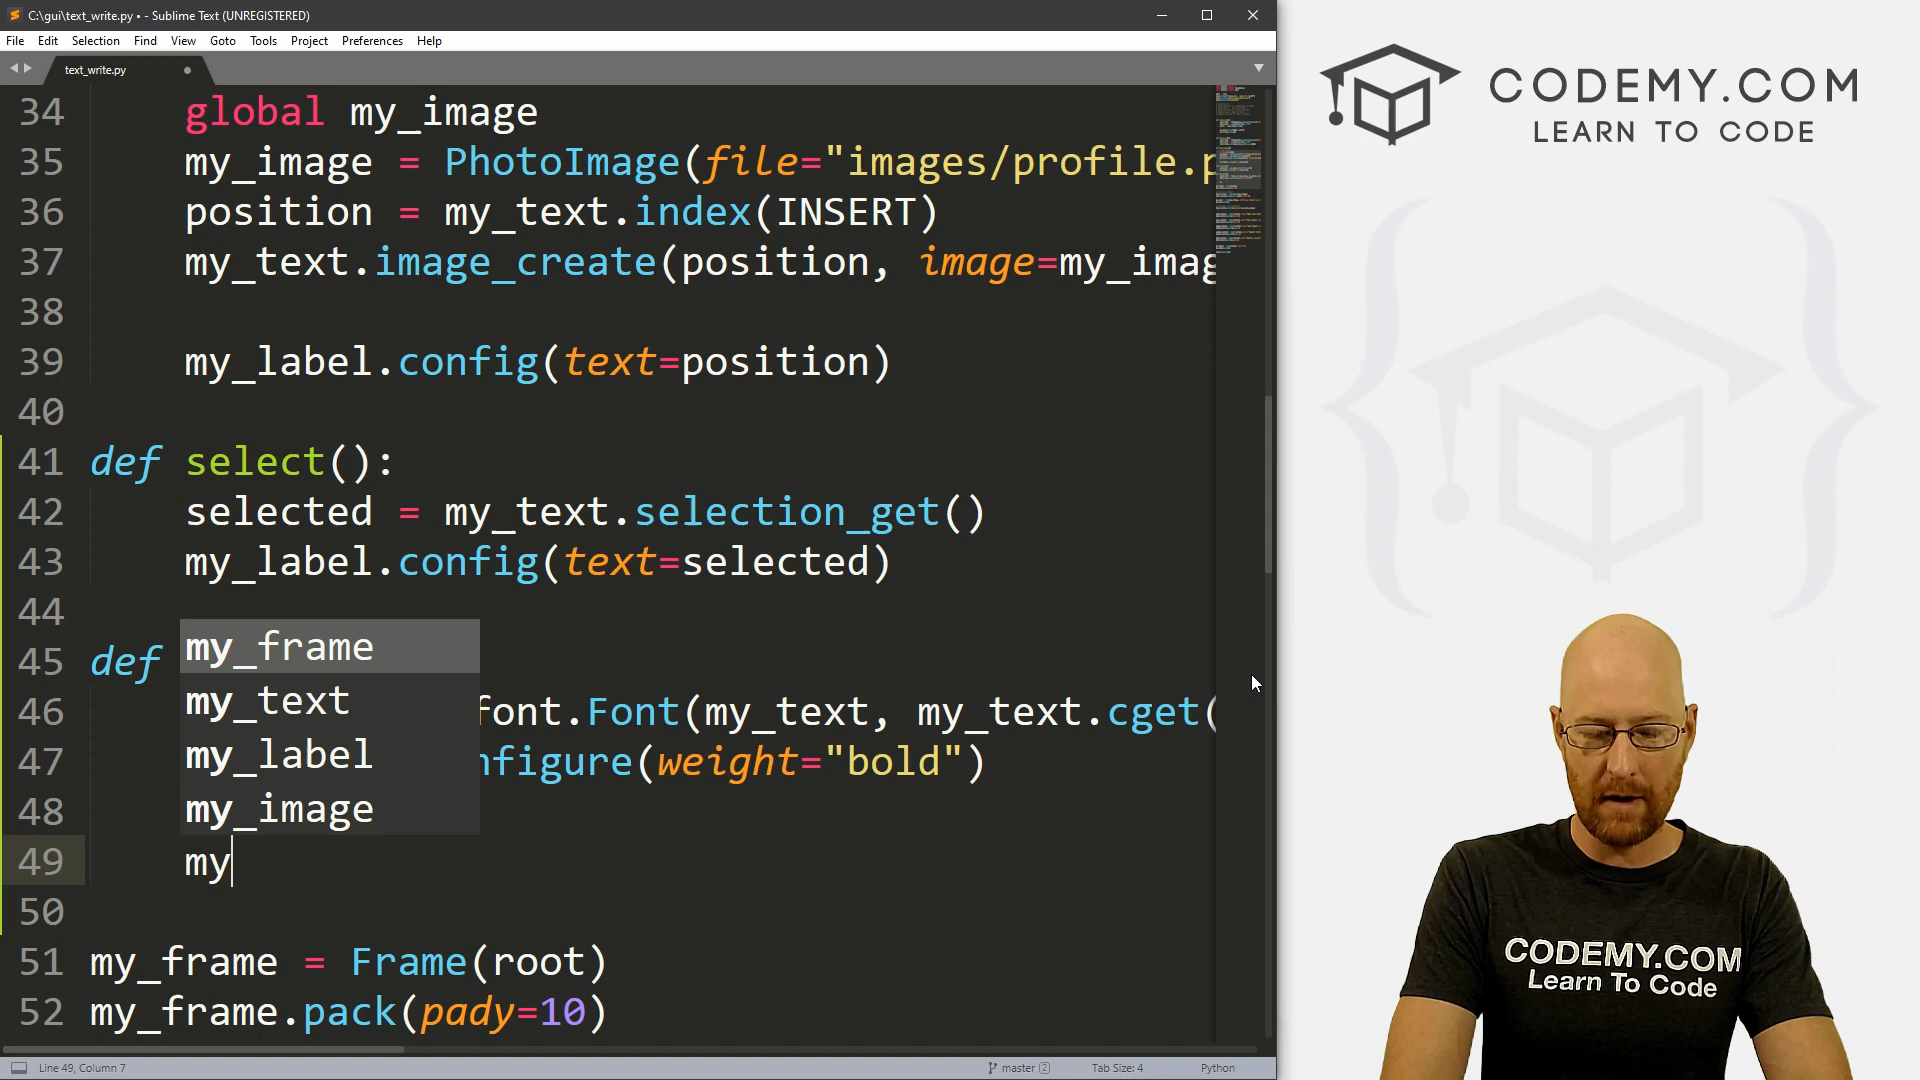 C:\gui\text_write.py • - Sublime Text (UNREGISTERED)
File Edit Selection Find View Goto Tools Project Preferences Help
text_write.py
34 global my_image
35 my_image = PhotoImage(file="images/profile.p
36 position = my_text.index(INSERT)
37 my_text.image_create(position, image=my_imag
38
39 my_label.config(text=position)
40
41 def select():
42 selected = my_text.selection_get()
43 my_label.config(text=selected)
44
my_frame
45 def
my_text
46 font.Font(my_text, my_text.cget(
my_label
47 nfigure(weight="bold")
my_image
48
49 my
50
51 my_frame = Frame(root)
52 my_frame.pack(pady=10)
Line 49, Column 7
master 2
Tab Size: 4
Python
CODEMY.COM
LEARN TO CODE
CODEMY.COM
Learn To Code